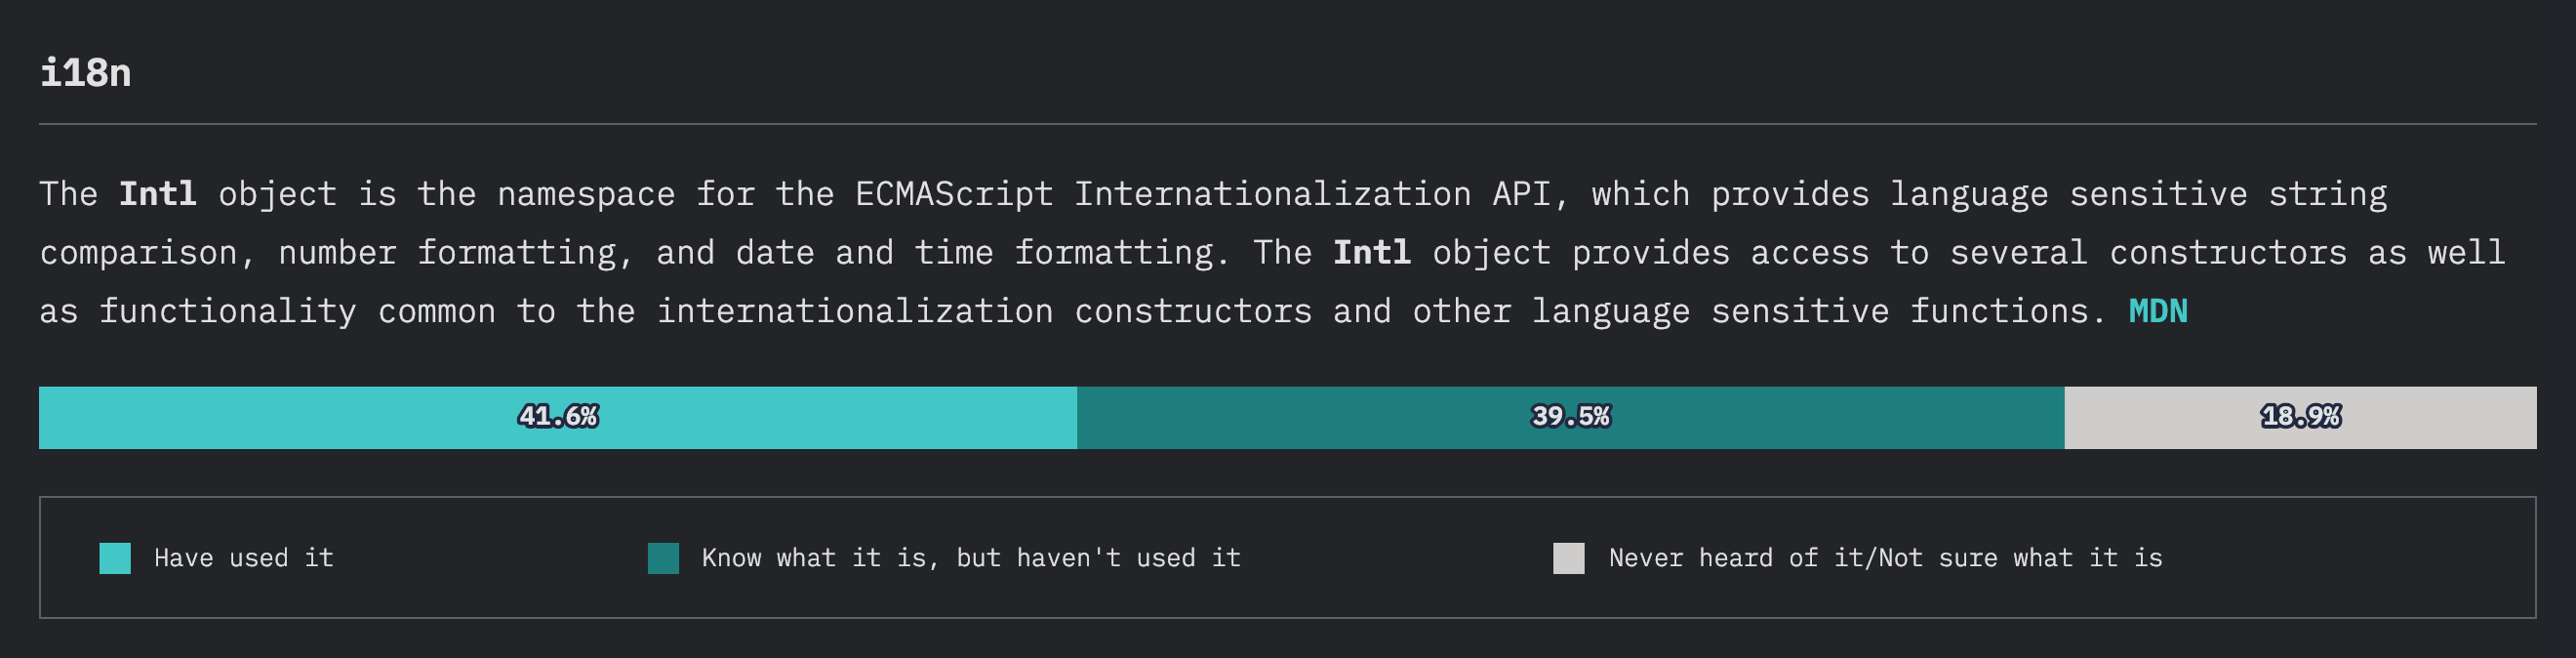 i18n
The Intl object is the namespace for the ECMAScript Internationalization API, which provides language sensitive string
comparison, number formatting, and date and time formatting. The Intl object provides access to several constructors as well
as functionality common to the internationalization constructors and other language sensitive functions. MDN
41.6% 39.5% 18.9%
Have used it Know what it is, but haven't used it Never heard of it/Not sure what it is